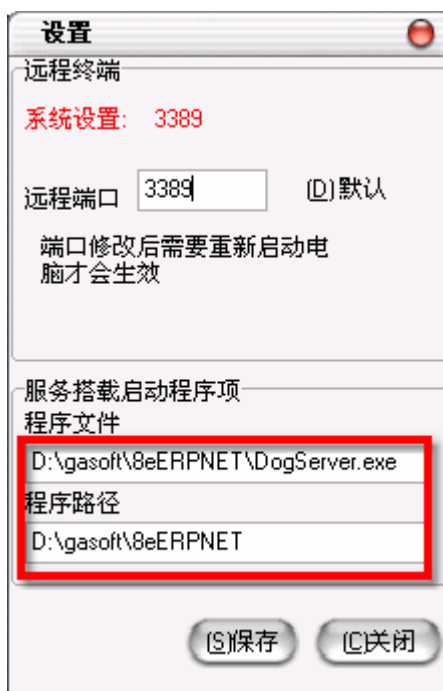 设置
远程终端
系统设置: 3389
远程端口 3389 (D)默认
端口修改后需要重新启动电
脑才会生效
服务搭载启动程序项
程序文件
D:\gasoft\8eERPNET\DogServer.exe
程序路径
D:\gasoft\8eERPNET
(S)保存 (C)关闭